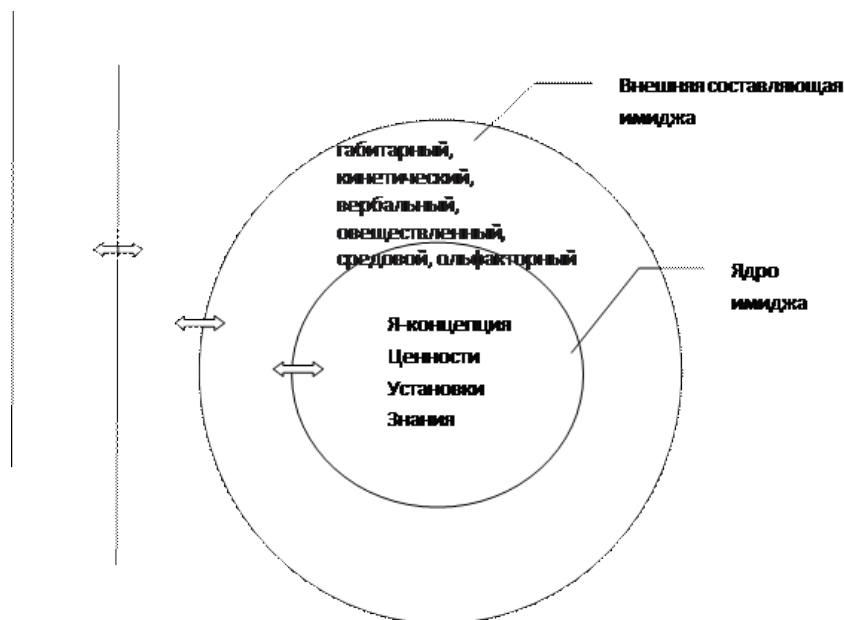 Внешняя составляющая
имиджа
габитарный,
кинетический,
вербальный,
овеществленный,
средовой, ольфакторный
Ядро
имиджа
Я-концепция
Ценности
Установки
Знания